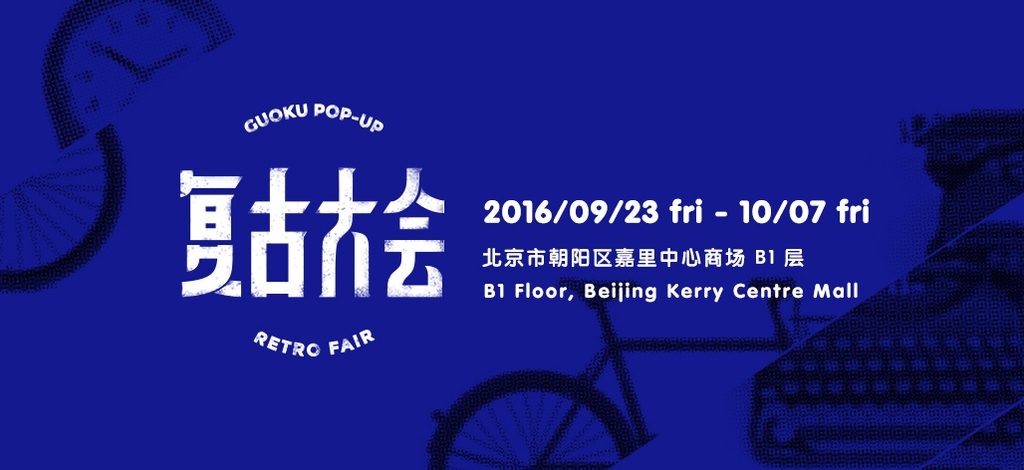 GUOKU POP-UP
复古大会
RETRO FAIR
2016/09/23 fri - 10/07 fri
北京市朝阳区嘉里中心商场 B1 层
B1 Floor, Beijing Kerry Centre Mall